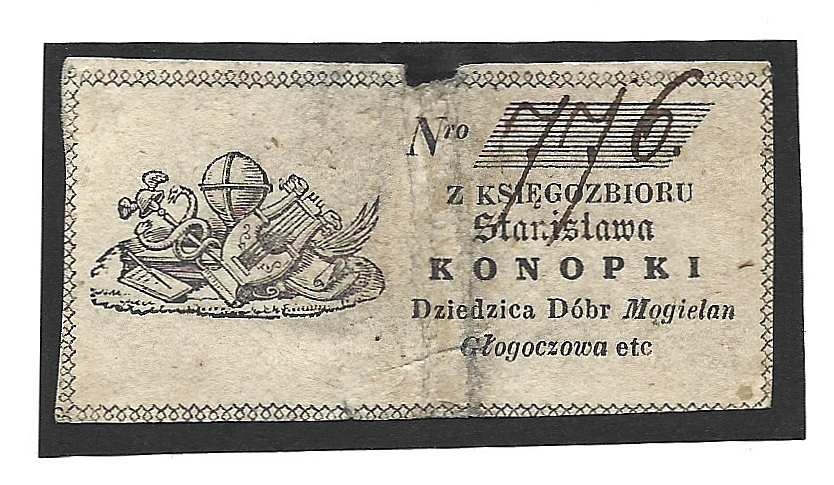 Nro 776
Z KSIĘGOZBIORU
Stanisława
KONOPKI
Dziedzica Dóbr Mogielan
Głogoczowa etc